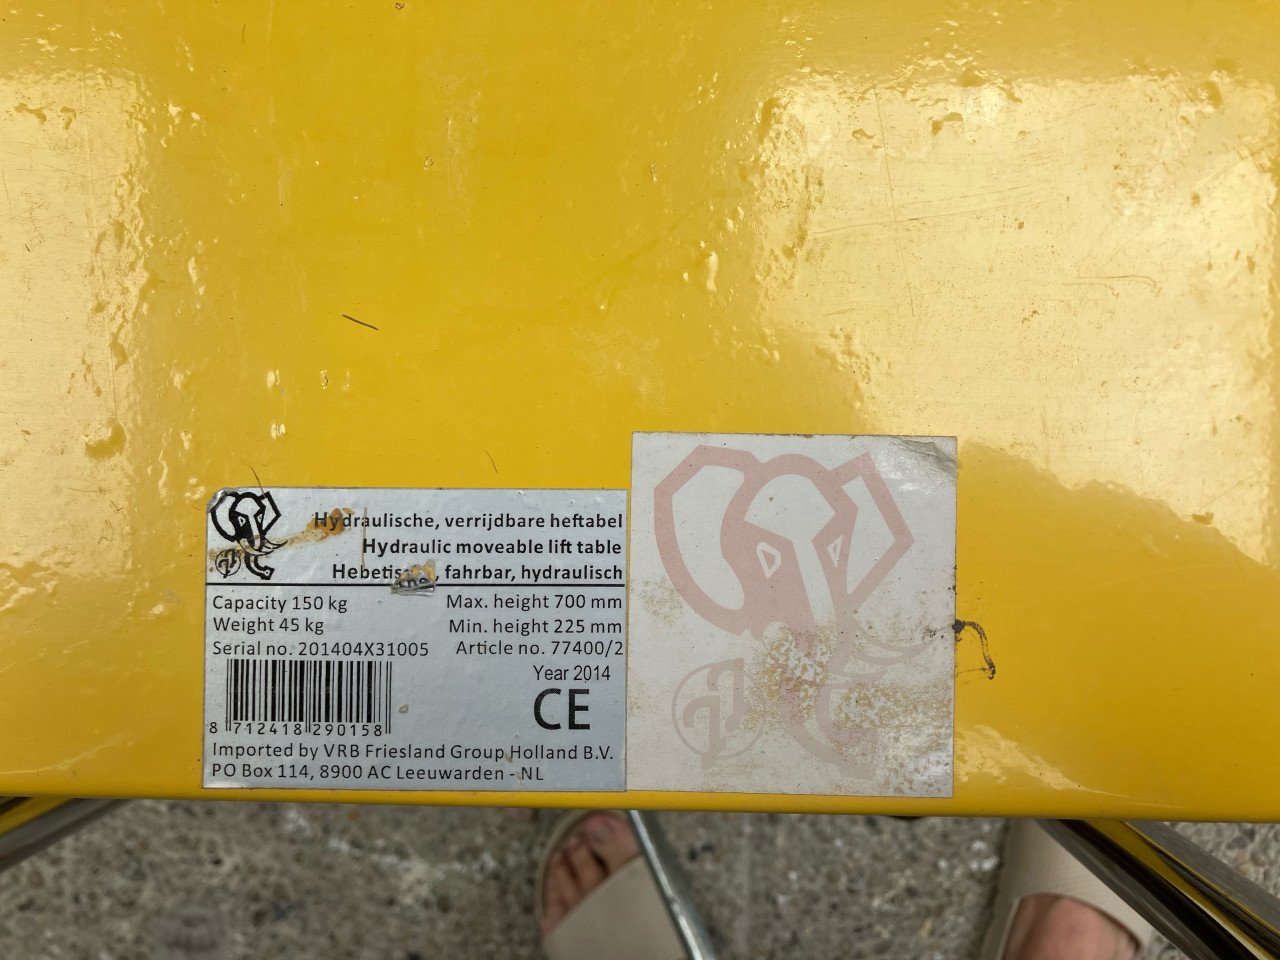 Hydraulische, verrijdbare heftabel
Hydraulic moveable lift table
Hebetische, fahrbar, hydraulisch
Capacity 150 kg
Max. height 700 mm
Weight 45 kg
Min. height 225 mm
Serial no. 201404X31005
Article no. 77400/2
Year 2014
CE
8 712418 290158
Imported by VRB Friesland Group Holland B.V.
PO Box 114, 8900 AC Leeuwarden - NL